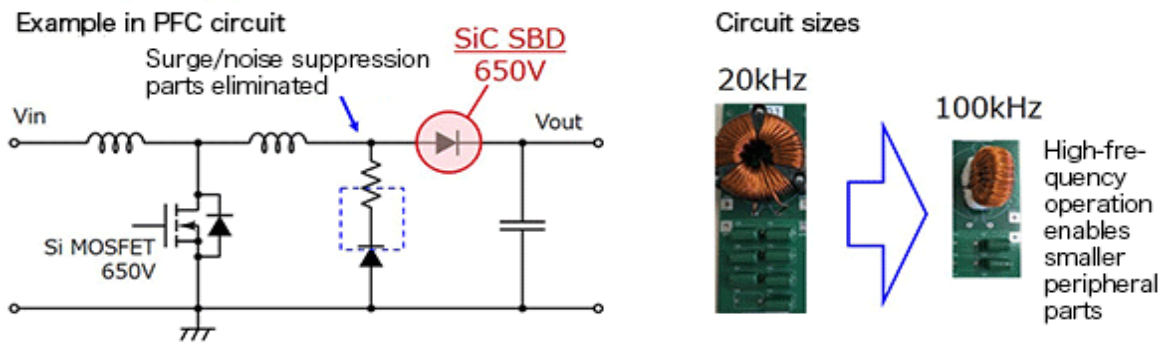 Example in PFC circuit
Surge/noise suppression
parts eliminated
SiC SBD
650V
Vin
Vout
Si MOSFET
650V
Circuit sizes
20kHz
100kHz
High-fre-
quency
operation
enables
smaller
peripheral
parts